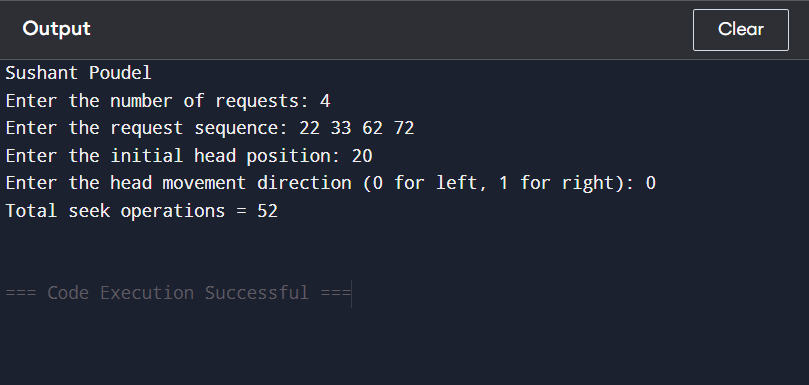 Output
Clear
Sushant Poudel
Enter the number of requests: 4
Enter the request sequence: 22 33 62 72
Enter the initial head position: 20
Enter the head movement direction (0 for left, 1 for right): 0
Total seek operations = 52
=== Code Execution Successful ===